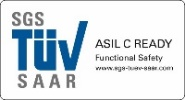 SGS
TÜV
SAAR
ASIL C READY
Functional Safety
www.sgs-tuev-saar.com